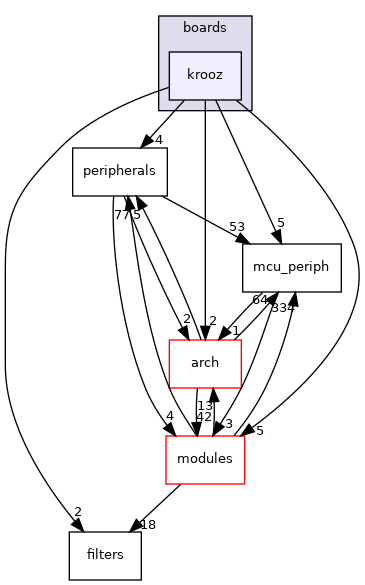 boards
krooz
4
peripherals
77
5
53
5
mcu_periph
2
2
64
334
1
arch
13
42
4
3
5
modules
2
18
filters